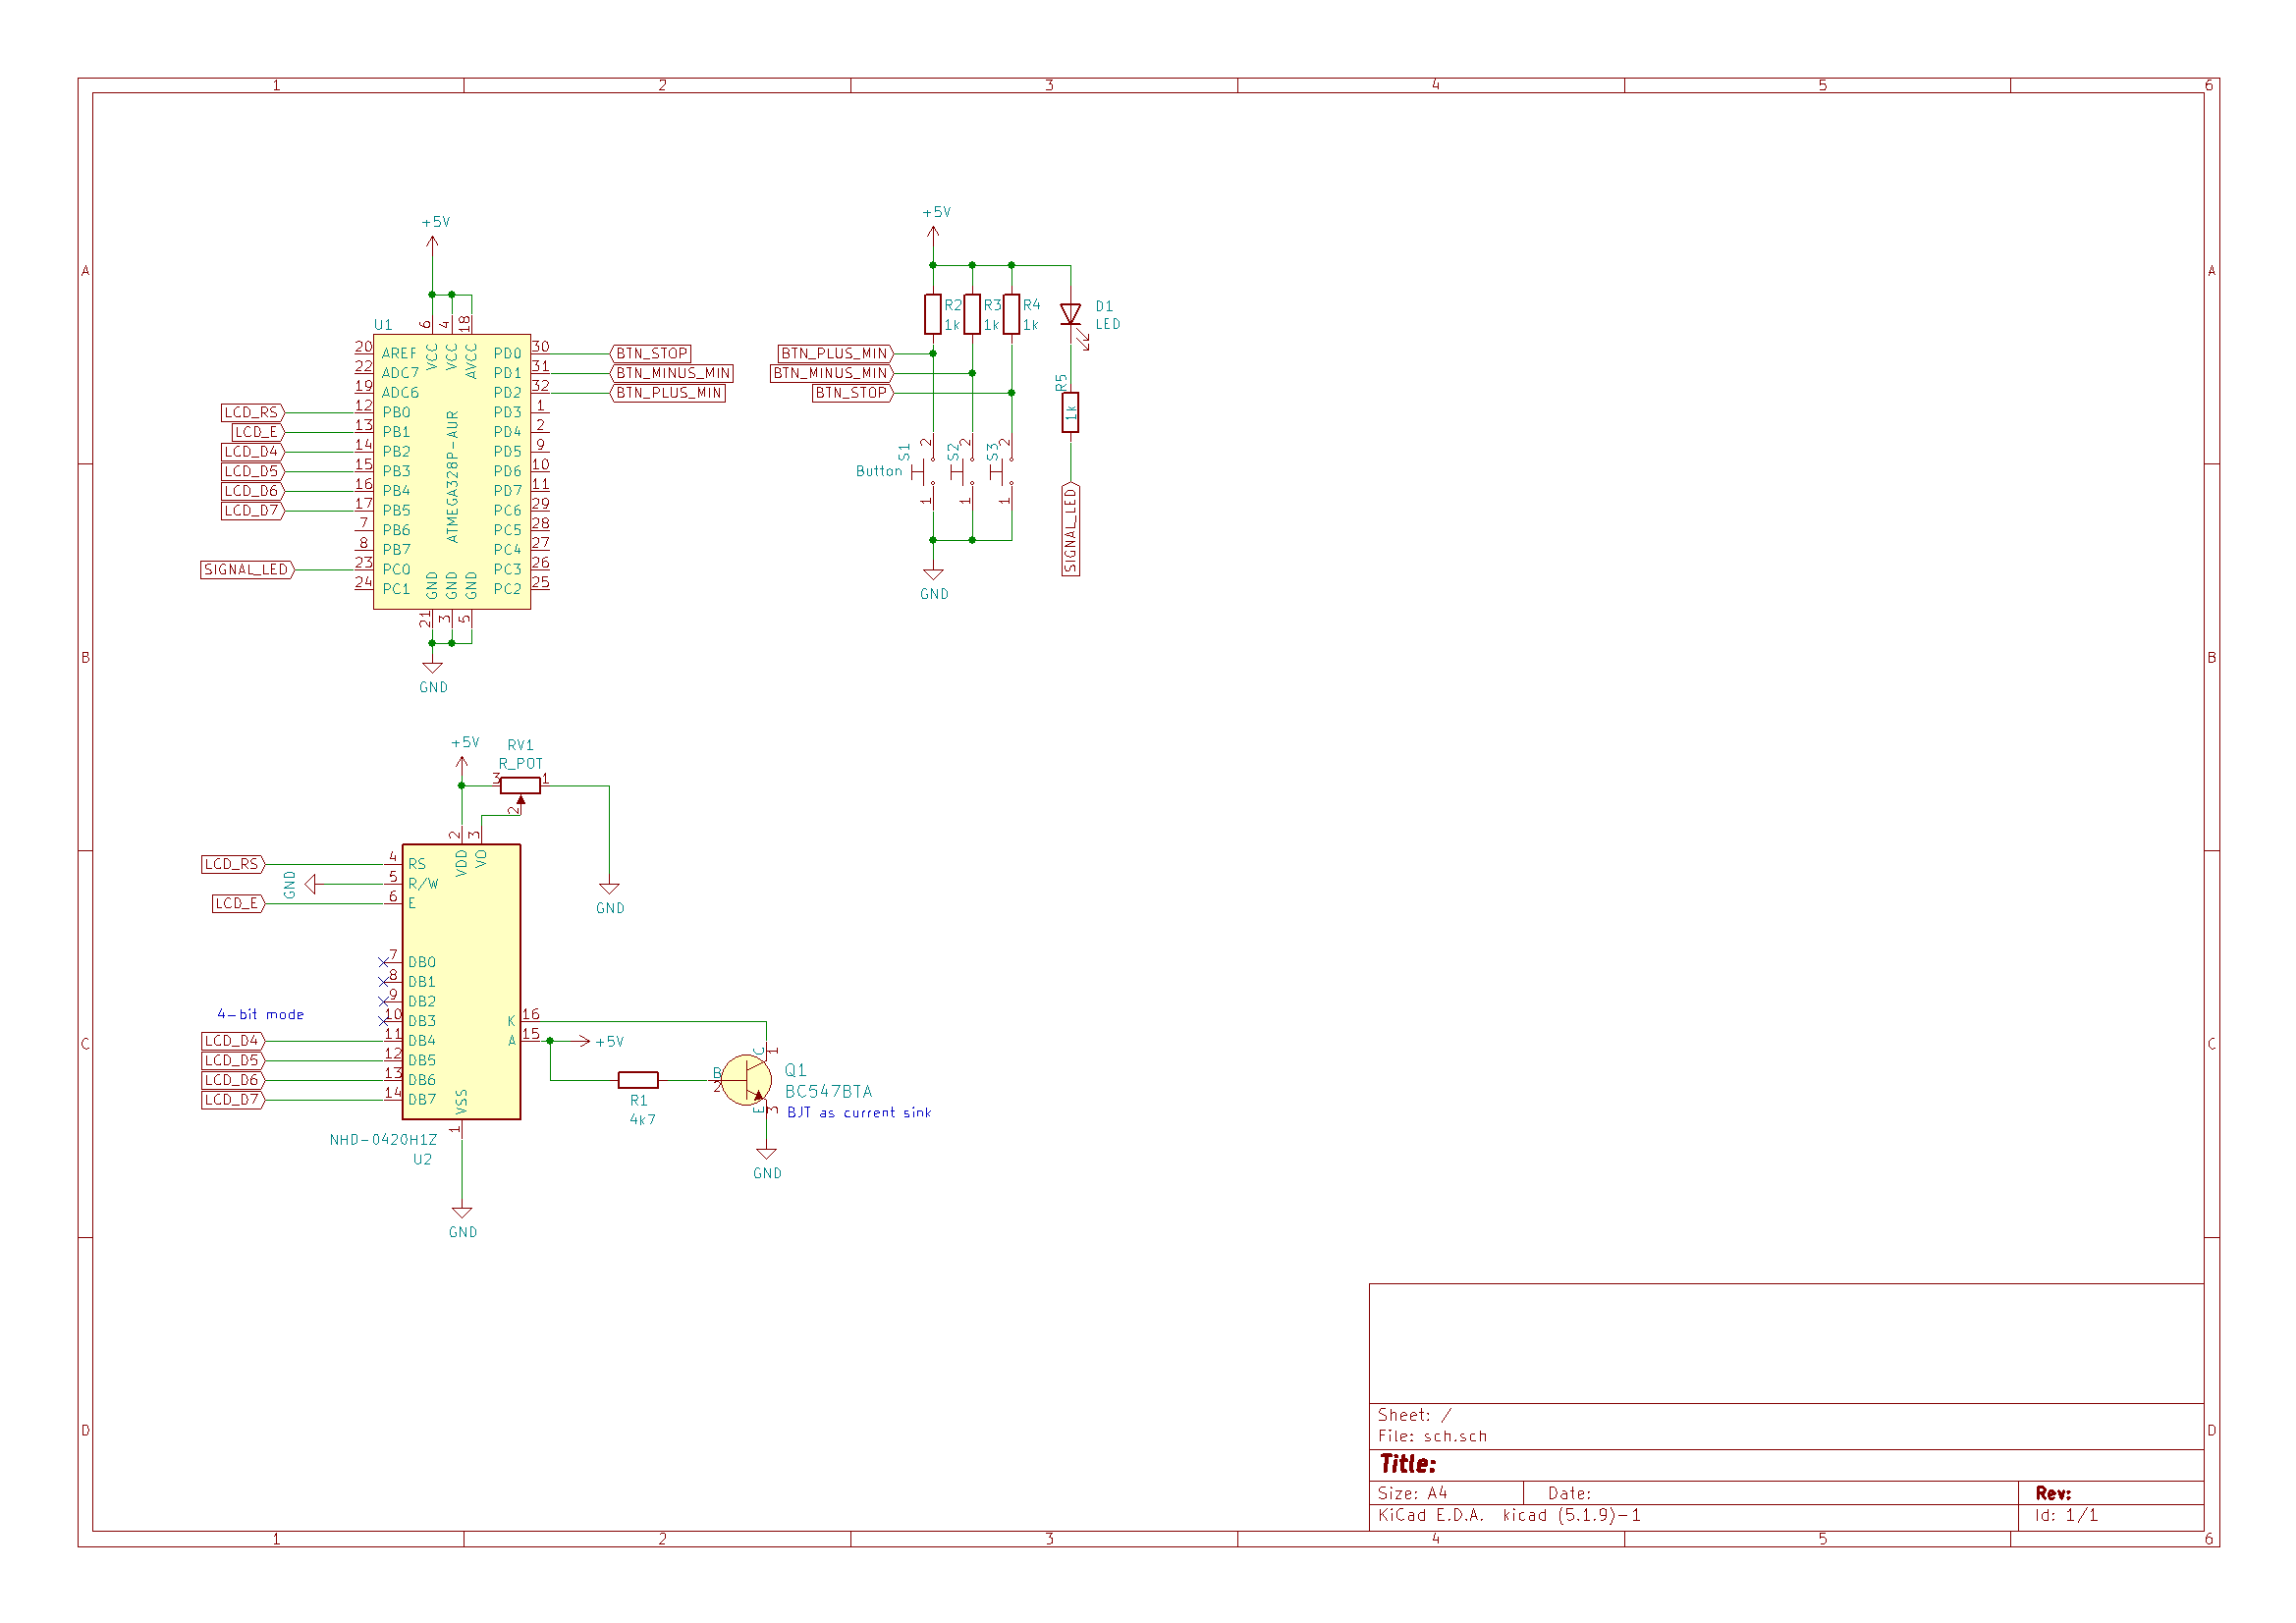 1 2 3 4 5 6
A A
B B
C C
D D
1 2 3 4 5 6
+5V
U1
6 4 18
VCC VCC AVCC
20 AREF PD0 30 BTN_STOP
22 ADC7 PD1 31 BTN_MINUS_MIN
19 ADC6 PD2 32 BTN_PLUS_MIN
LCD_RS 12 PB0 PD3 1
LCD_E 13 PB1 PD4 2
LCD_D4 14 PB2 PD5 9
LCD_D5 15 PB3 PD6 10
LCD_D6 16 PB4 PD7 11
LCD_D7 17 PB5 PC6 29
7 PB6 PC5 28
8 PB7 PC4 27
SIGNAL_LED 23 PC0 PC3 26
24 PC1 PC2 25
ATMEGA328P-AUR
GND GND GND
21 3 5
GND
+5V
R2 R3 R4
1k 1k 1k
D1
LED
BTN_PLUS_MIN
BTN_MINUS_MIN
BTN_STOP
R5
1k
S1 S2 S3
2 2 2
Button
1 1 1
SIGNAL_LED
GND
+5V
RV1
R_POT
3 1
2
2 3
VDD VO
LCD_RS 4 RS
GND 5 R/W
LCD_E 6 E
GND
7 DB0
8 DB1
9 DB2
4-bit mode
10 DB3 K 16
LCD_D4 11 DB4 A 15 +5V
LCD_D5 12 DB5
LCD_D6 13 DB6
LCD_D7 14 DB7
VSS
1
NHD-0420H1Z
U2
GND
R1
4k7
C 1
B
2
E 3
Q1
BC547BTA
BJT as current sink
GND
Sheet: /
File: sch.sch
Title:
Size: A4 Date: Rev:
KiCad E.D.A. kicad (5.1.9)-1 Id: 1/1